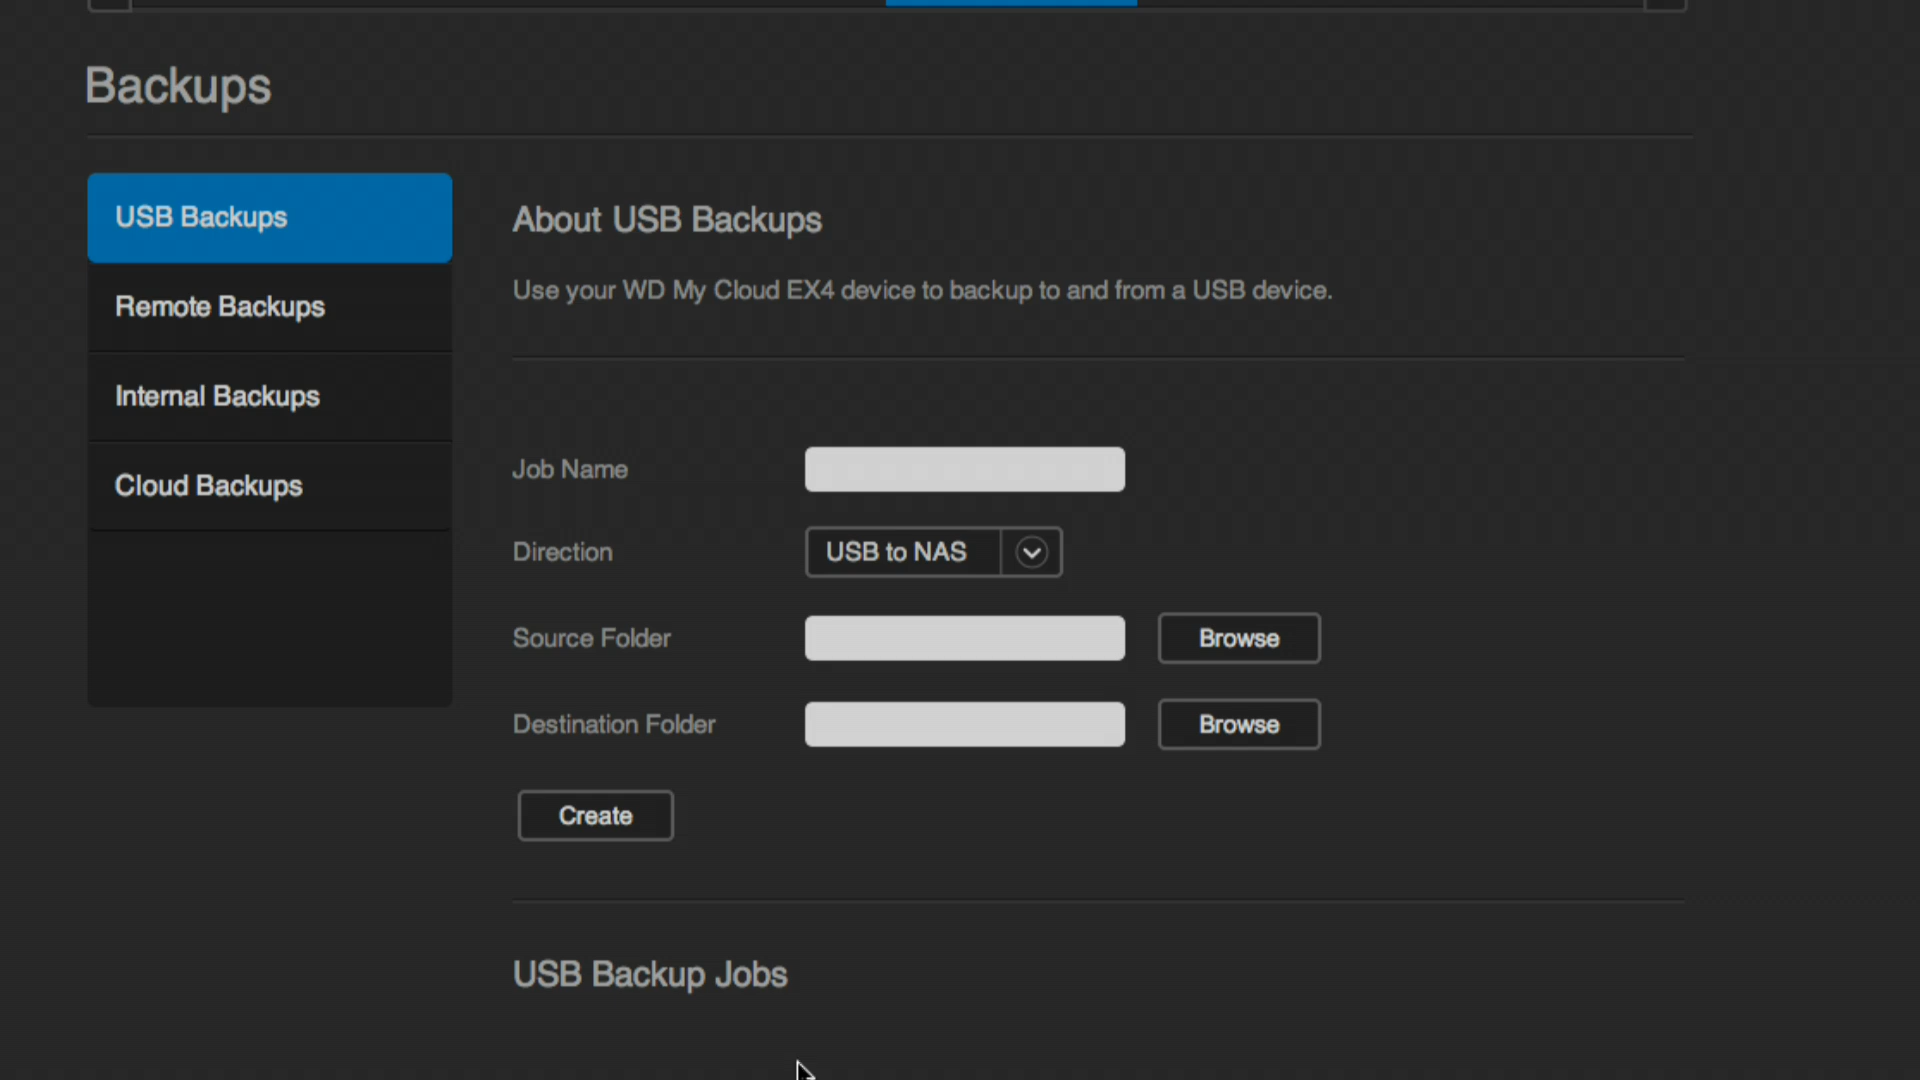 Backups
USB Backups
Remote Backups
Internal Backups
Cloud Backups
About USB Backups
Use your WD My Cloud EX4 device to backup to and from a USB device.
Job Name
Direction USB to NAS
Source Folder Browse
Destination Folder Browse
Create
USB Backup Jobs